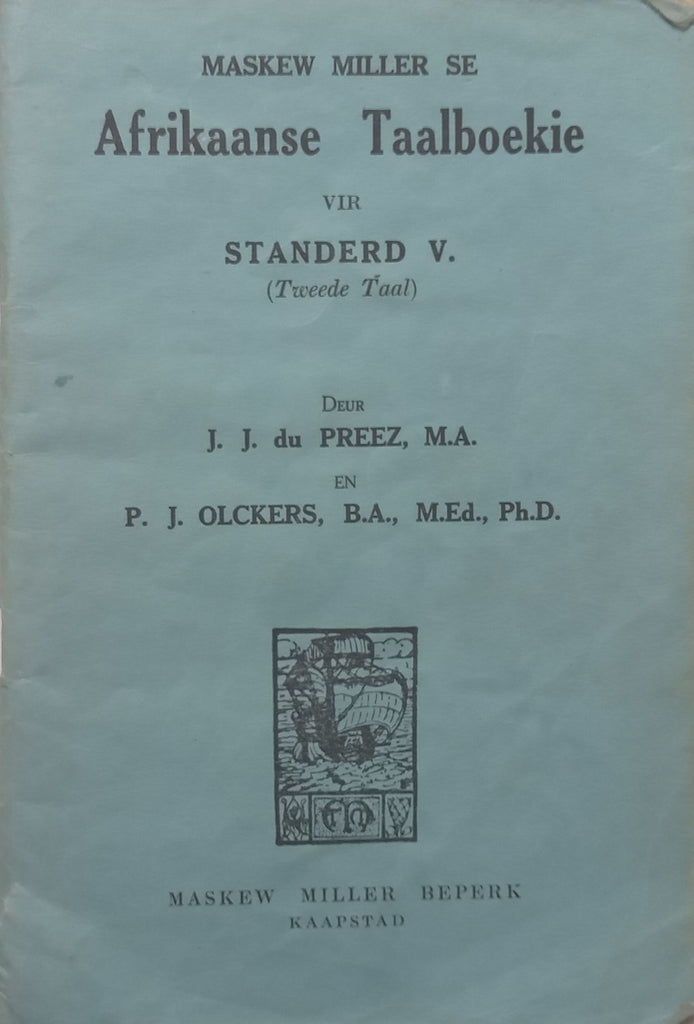 MASKEW MILLER SE
Afrikaanse Taalboekie
VIR
STANDERD V.
(Tweede Taal)
DEUR
J. J. du PREEZ, M.A.
EN
P. J. OLCKERS, B.A., M.Ed., Ph.D.
MASKEW MILLER BEPERK
KAAPSTAD